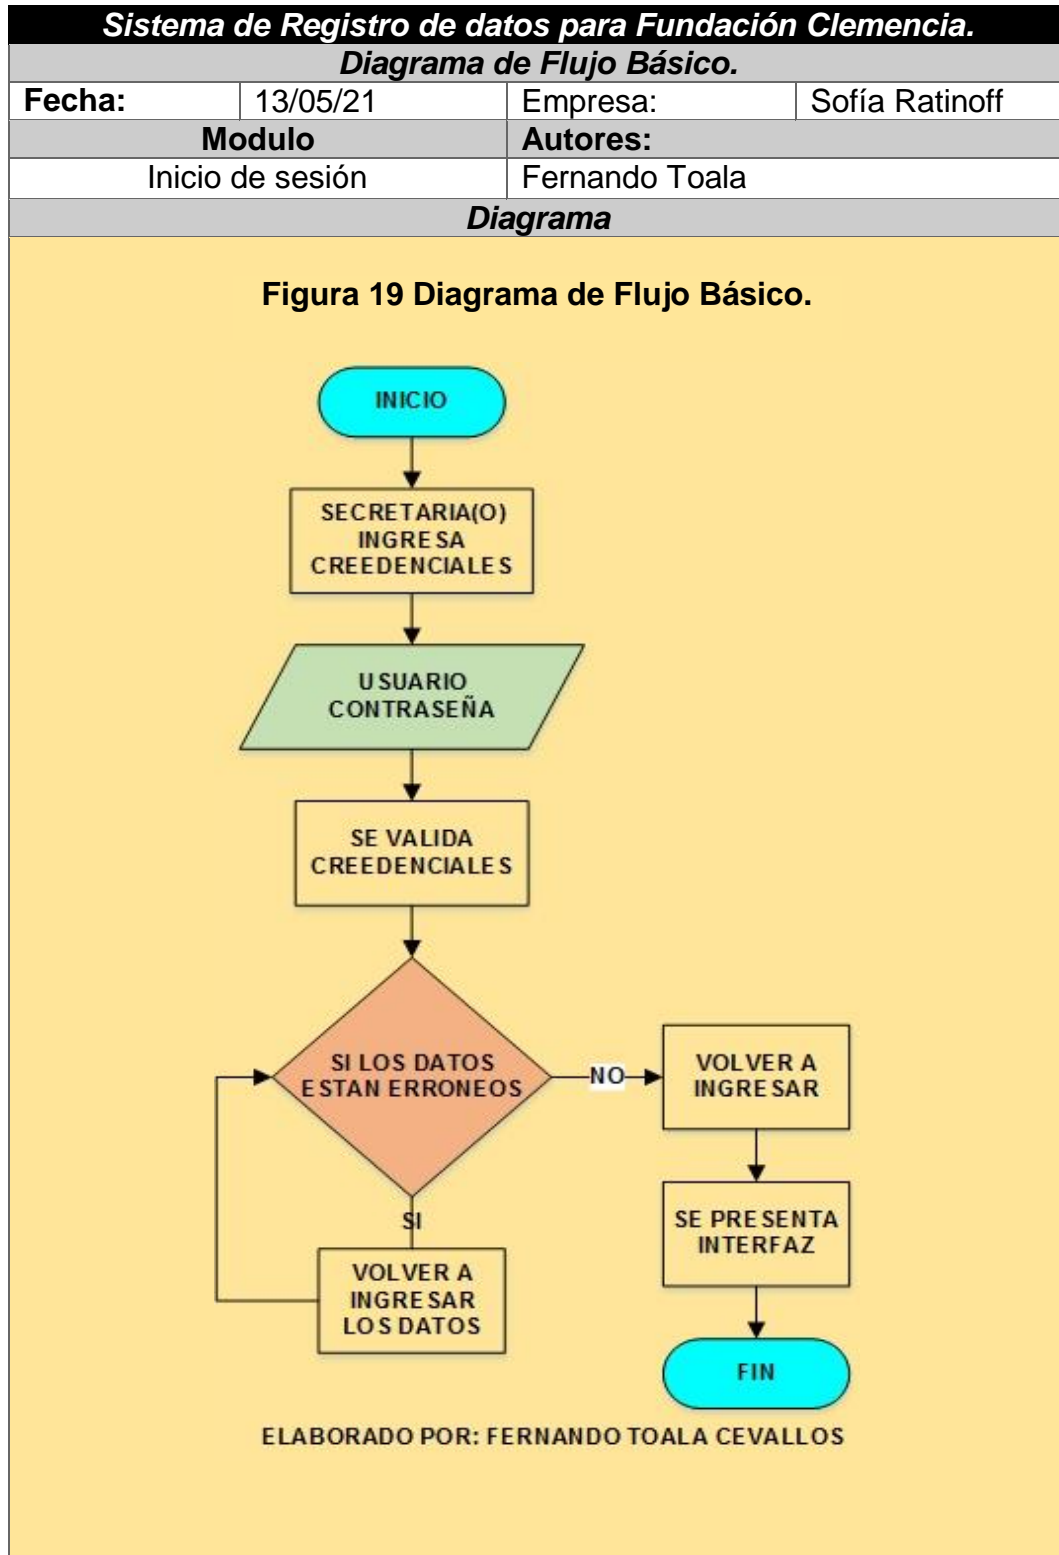 Sistema de Registro de datos para Fundación Clemencia.
Diagrama de Flujo Básico.
Fecha: 13/05/21 Empresa: Sofía Ratinoff
Modulo Autores:
Inicio de sesión Fernando Toala
Diagrama
Figura 19 Diagrama de Flujo Básico.
INICIO
SECRETARIA(O)
INGRESA
CREEDENCIALES
USUARIO
CONTRASEÑA
SE VALIDA
CREEDENCIALES
SI LOS DATOS
ESTAN ERRONEOS
NO
VOLVER A
INGRESAR
SE PRESENTA
INTERFAZ
SI
VOLVER A
INGRESAR
LOS DATOS
FIN
ELABORADO POR: FERNANDO TOALA CEVALLOS